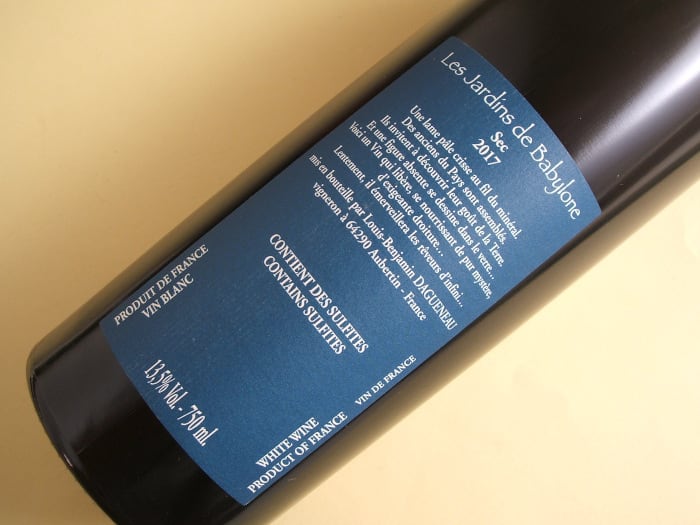 Les Jardins de Babylone
Sec
2017
Une lame pâle crisse au fil du minéral.
Des anciens du Pays sont assemblés.
Ils invitent à découvrir leur goût de la Terre.
Et une figure absente se dessine dans le verre...
Voici un Vin qui libère, se nourrissant de pur mystère,
d'exigeante droiture...
Lentement, il émerveillera les rêveurs d'infini...
mis en bouteille par Louis-Benjamin DAGUENEAU
vigneron à 64290 Aubertin - France
CONTIENT DES SULFITES
CONTAINS SULFITES
PRODUIT DE FRANCE
VIN BLANC
VIN DE FRANCE
13,5% Vol. - 750 ml.
WHITE WINE
PRODUCT OF FRANCE